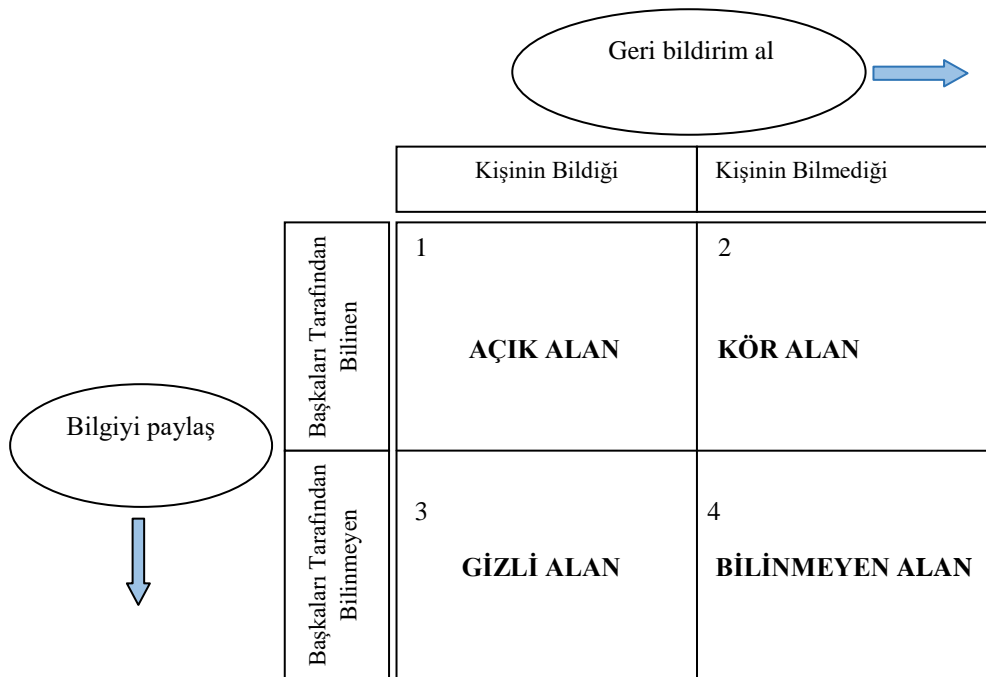 Geri bildirim al
Kişinin Bildiği
Kişinin Bilmediği
Başkaları Tarafından
Bilinen
1
AÇIK ALAN
2
KÖR ALAN
Bilgiyi paylaş
Başkaları Tarafından
Bilinmeyen
3
GİZLİ ALAN
4
BİLİNMEYEN ALAN